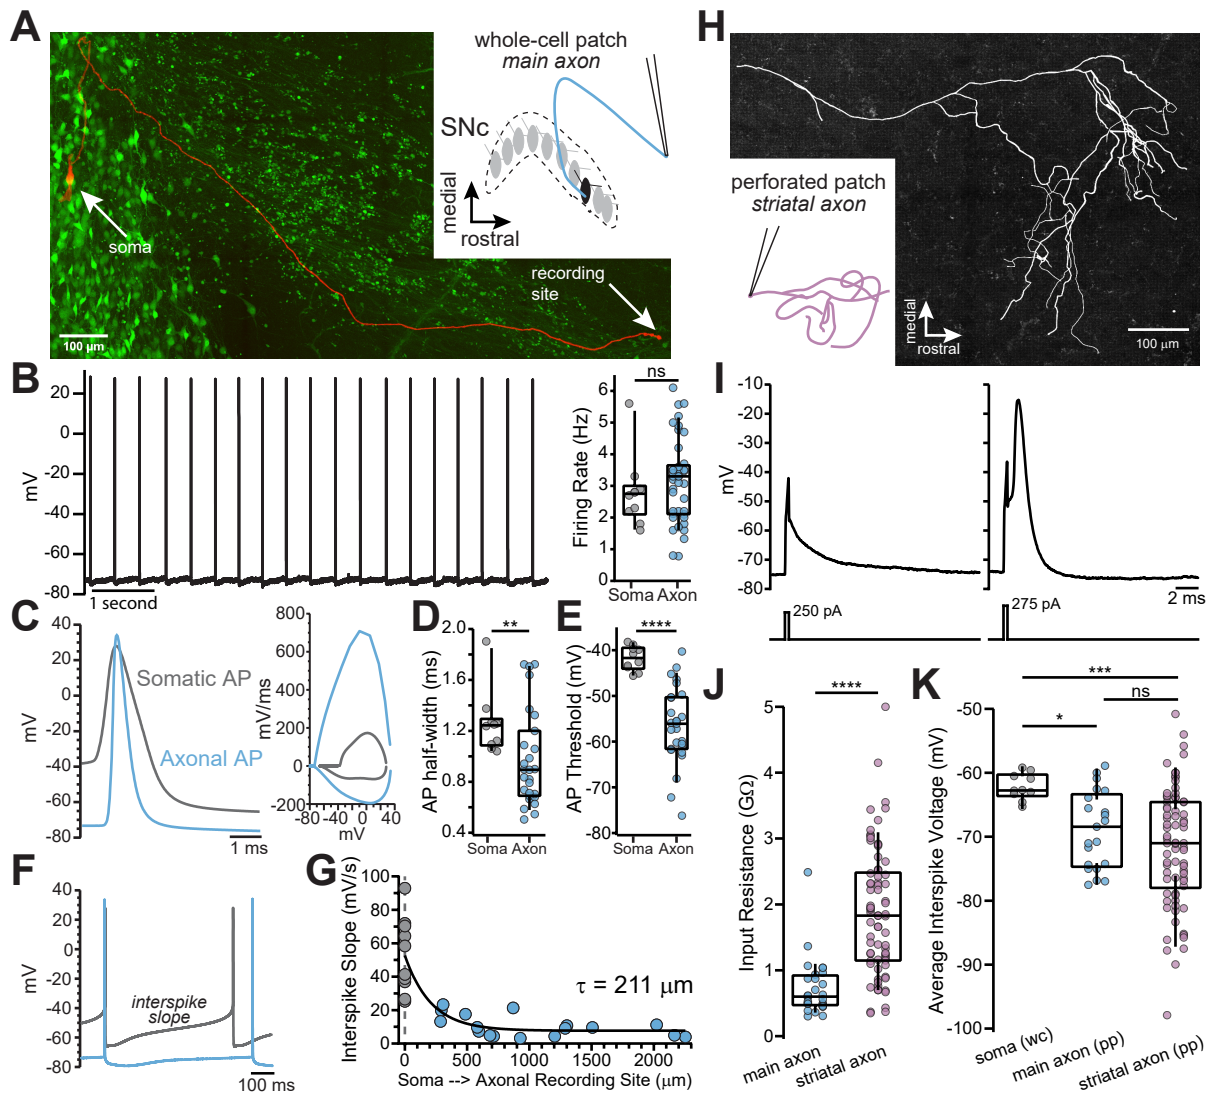 A
whole-cell patch
main axon
SNc
medial
rostral
soma
recording
site
100 µm
H
perforated patch
striatal axon
medial
rostral
100 µm
B
mV
20
0
-20
-40
-60
-80
1 second
ns
Firing Rate (Hz)
6
5
4
3
2
1
0
Soma Axon
I
mV
-10
-20
-30
-40
-50
-60
-70
-80
250 pA
275 pA
2 ms
C
mV
40
20
0
-20
-40
-60
-80
Somatic AP
Axonal AP
1 ms
mV/ms
800
600
400
200
0
-200
-80 -40 0 40
mV
D
AP half-width (ms)
2.0
1.6
1.2
0.8
0.4
**
Soma Axon
E
AP Threshold (mV)
-40
-50
-60
-70
-80
****
Soma Axon
F
mV
40
20
0
-20
-40
-60
-80
interspike
slope
100 ms
G
Interspike Slope (mV/s)
100
80
60
40
20
0
τ = 211 µm
0 500 1000 1500 2000
Soma --> Axonal Recording Site (µm)
J
Input Resistance (GΩ)
5
4
3
2
1
0
****
main axon
striatal axon
K
Average Interspike Voltage (mV)
-50
-60
-70
-80
-90
-100
***
ns
*
soma (wc)
main axon (pp)
striatal axon (pp)